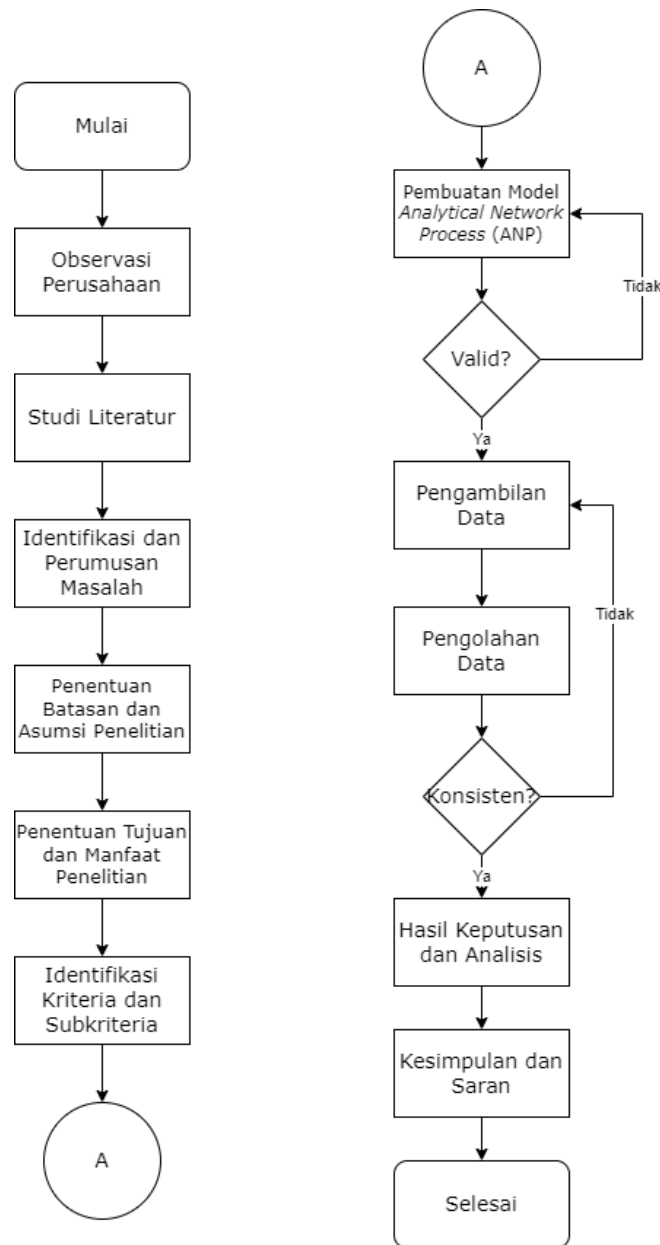 Mulai
Observasi
Perusahaan
Studi Literatur
Identifikasi dan
Perumusan
Masalah
Penentuan
Batasan dan
Asumsi Penelitian
Penentuan Tujuan
dan Manfaat
Penelitian
Identifikasi
Kriteria dan
Subkriteria
A
A
Pembuatan Model
Analytical Network
Process (ANP)
Tidak
Valid?
Ya
Pengambilan
Data
Tidak
Pengolahan
Data
Konsisten?
Ya
Hasil Keputusan
dan Analisis
Kesimpulan dan
Saran
Selesai